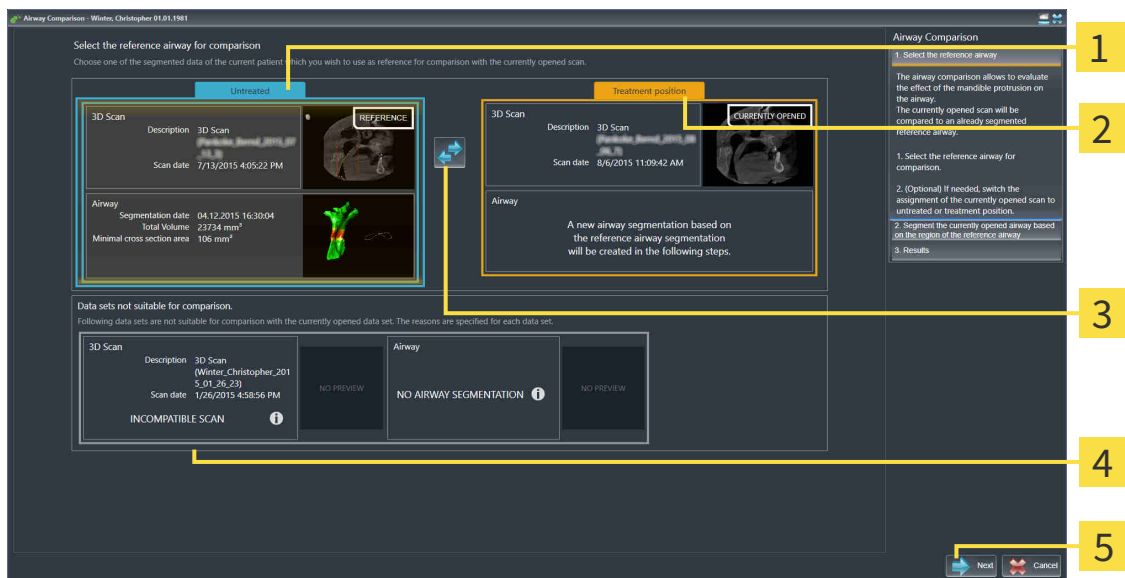 Airway Comparison - Winter, Christopher 01.01.1981
Select the reference airway for comparison
Choose one of the segmented data of the current patient which you wish to use as reference for comparison with the currently opened scan.
Untreated
3D Scan
REFERENCE
Description 3D Scan
Scan date 7/13/2015 4:05:22 PM
Airway
Segmentation date 04.12.2015 16:30:04
Total Volume 23734 mm³
Minimal cross section area 106 mm²
Treatment position
3D Scan
CURRENTLY OPENED
Description 3D Scan
Scan date 8/6/2015 11:09:42 AM
Airway
A new airway segmentation based on
the reference airway segmentation
will be created in the following steps.
Data sets not suitable for comparison.
Following data sets are not suitable for comparison with the currently opened data set. The reasons are specified for each data set.
3D Scan
Description 3D Scan
(Winter_Christopher_201
5_01_26_23)
Scan date 1/26/2015 4:58:56 PM
INCOMPATIBLE SCAN
NO PREVIEW
Airway
NO AIRWAY SEGMENTATION
NO PREVIEW
Airway Comparison
1. Select the reference airway
The airway comparison allows to evaluate
the effect of the mandible protrusion on
the airway.
The currently opened scan will be
compared to an already segmented
reference airway.
1. Select the reference airway for
comparison.
2. (Optional) If needed, switch the
assignment of the currently opened scan to
untreated or treatment position.
2. Segment the currently opened airway based
on the region of the reference airway
3. Results
Next
Cancel
1
2
3
4
5